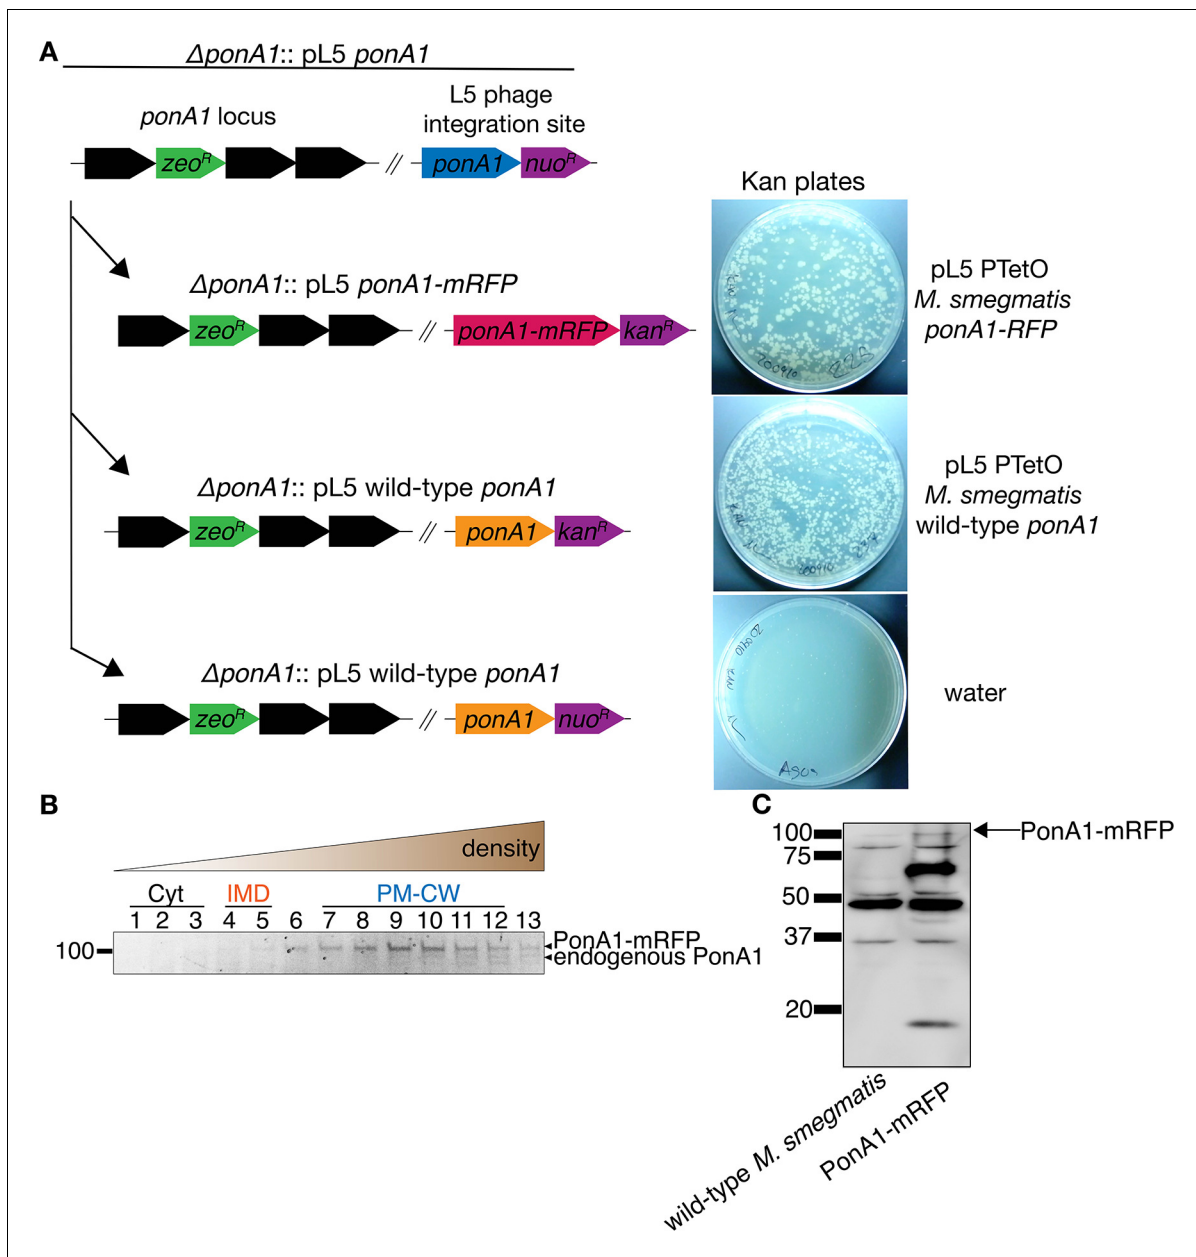 A
ΔponA1:: pL5 ponA1
ponA1 locus
L5 phage
integration site
zeoR
ponA1
nuoR
Kan plates
ΔponA1:: pL5 ponA1-mRFP
zeoR
ponA1-mRFP
kanR
pL5 PTetO
M. smegmatis
ponA1-RFP
200910
ΔponA1:: pL5 wild-type ponA1
zeoR
ponA1
kanR
pL5 PTetO
M. smegmatis
wild-type ponA1
200910
ΔponA1:: pL5 wild-type ponA1
zeoR
ponA1
nuoR
water
200910
KAN
B
density
Cyt
IMD
PM-CW
1 2 3 4 5 6 7 8 9 10 11 12 13
100
PonA1-mRFP
endogenous PonA1
C
100
75
50
37
20
PonA1-mRFP
wild-type M. smegmatis
PonA1-mRFP